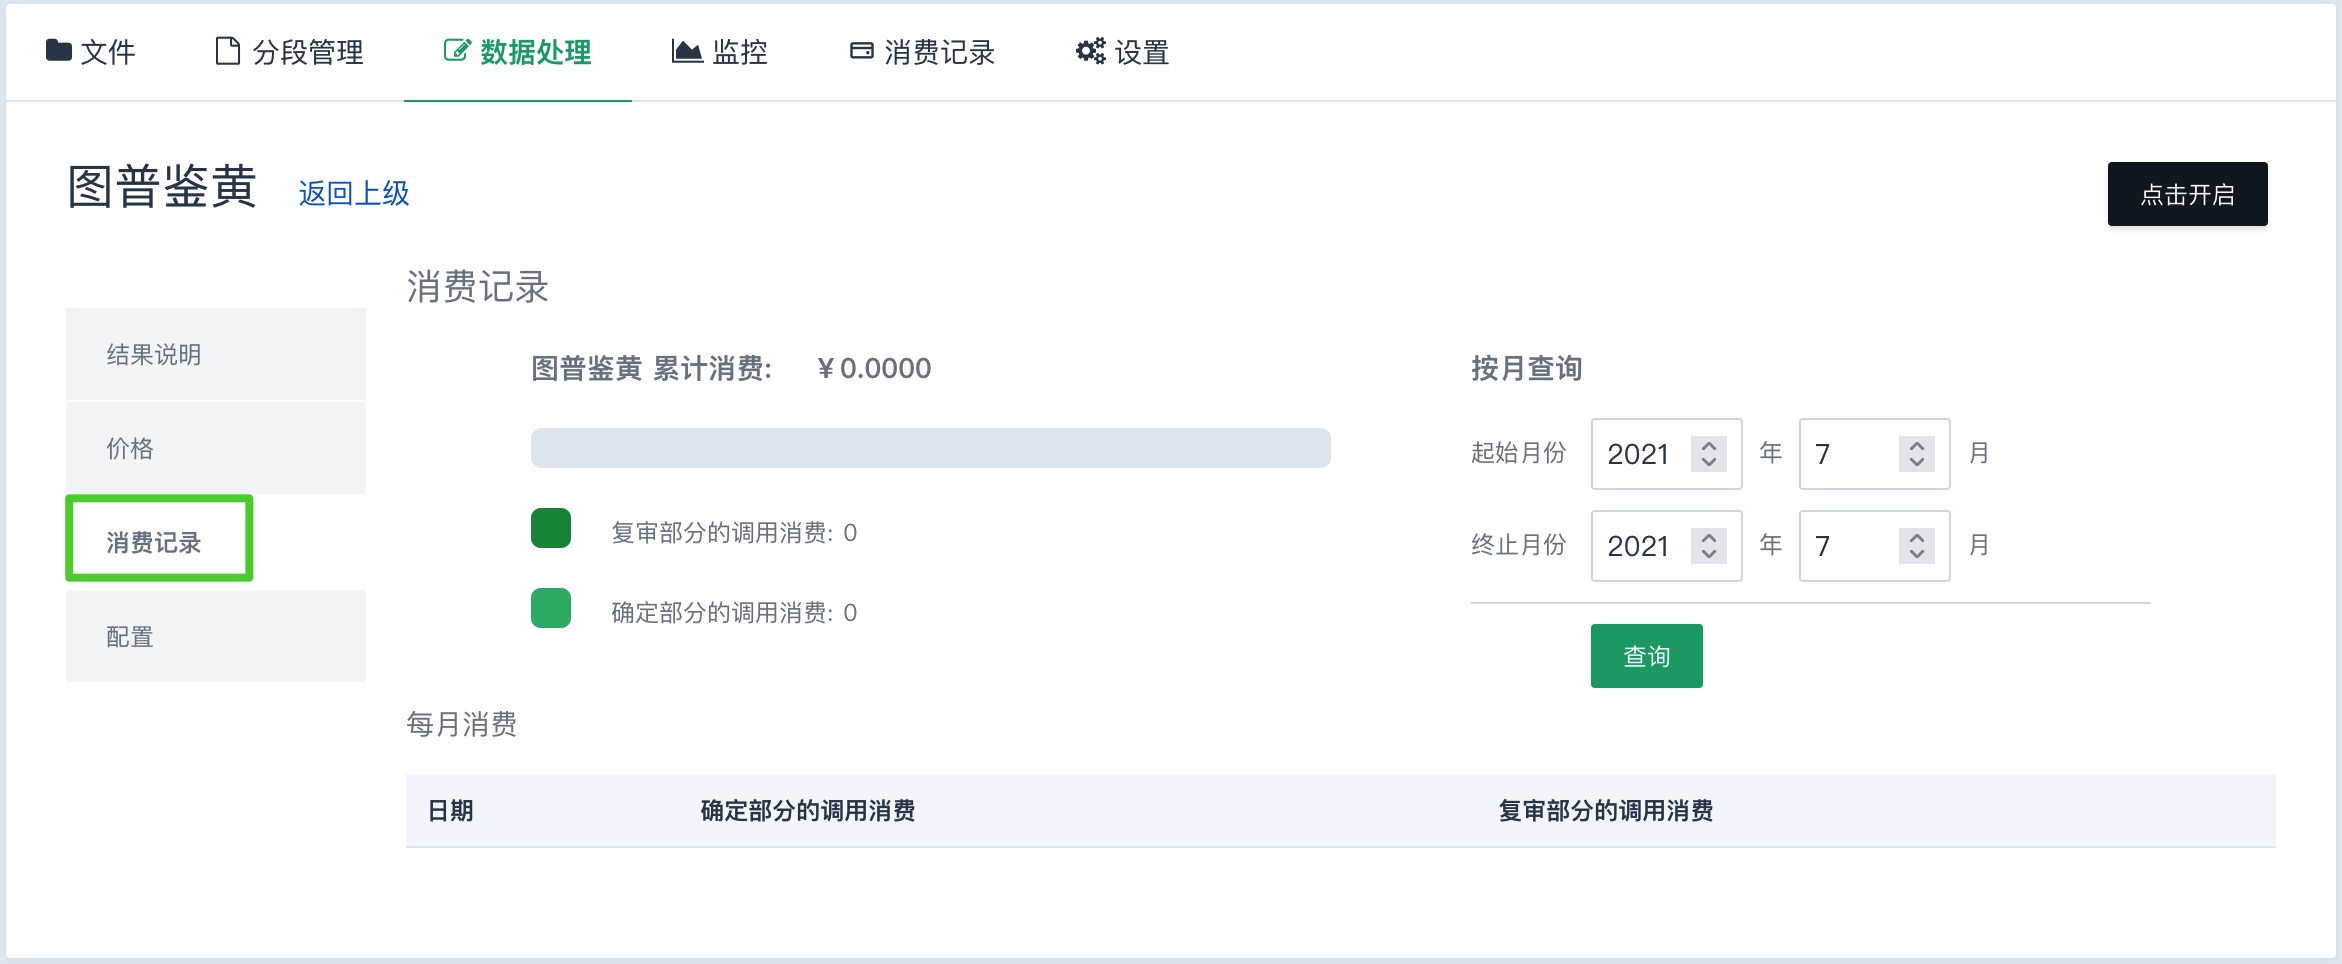 文件 分段管理 数据处理 监控 消费记录 设置
图普鉴黄 返回上级 点击开启
消费记录
结果说明
价格
消费记录
配置
图普鉴黄 累计消费: ¥ 0.0000
复审部分的调用消费: 0
确定部分的调用消费: 0
按月查询
起始月份 2021 年 7 月
终止月份 2021 年 7 月
查询
每月消费
日期 确定部分的调用消费 复审部分的调用消费